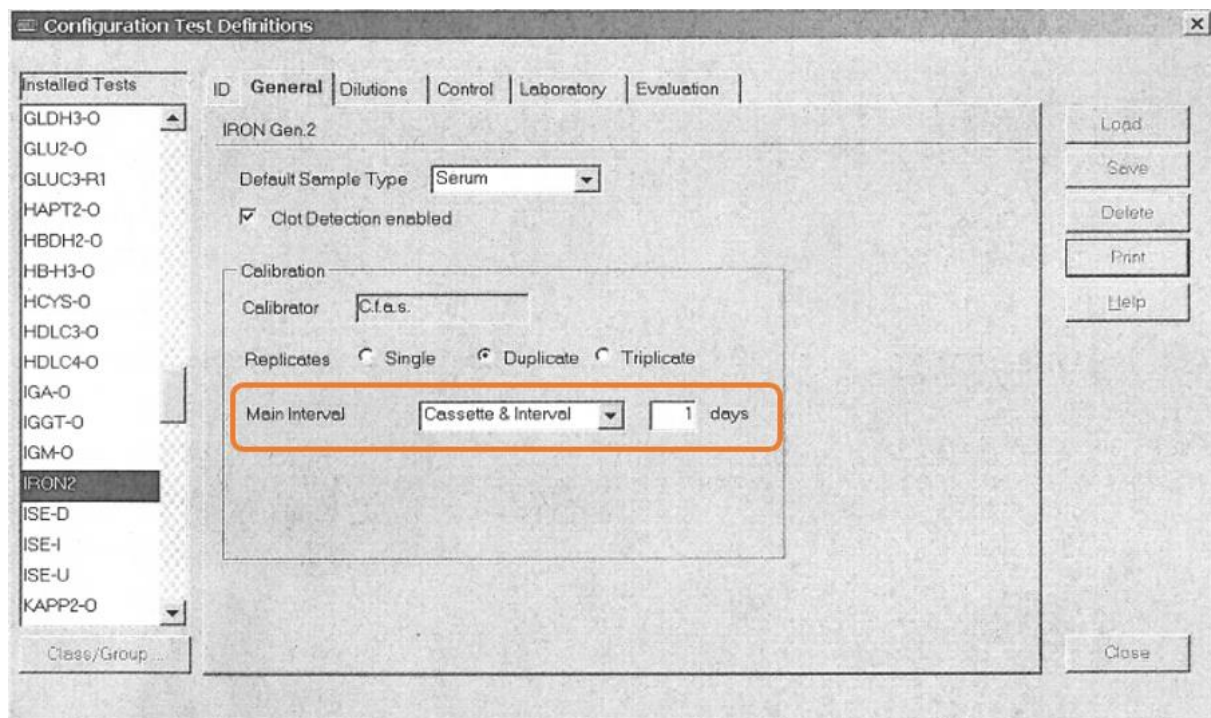 Configuration Test Definitions
Installed Tests
GLDH3-O
GLU2-O
GLUC3-R1
HAPT2-O
HBDH2-O
HB-H3-O
HCYS-O
HDLC3-O
HDLC4-O
IGA-O
IGGT-O
IGM-O
IRON2
ISE-D
ISE-I
ISE-U
KAPP2-O
Class/Group ...
ID General Dilutions Control Laboratory Evaluation
IRON Gen.2
Default Sample Type Serum
Clot Detection enabled
Calibration
Calibrator C.f.a.s.
Replicates Single Duplicate Triplicate
Main Interval Cassette & Interval 1 days
Load
Save
Delete
Print
Help
Close